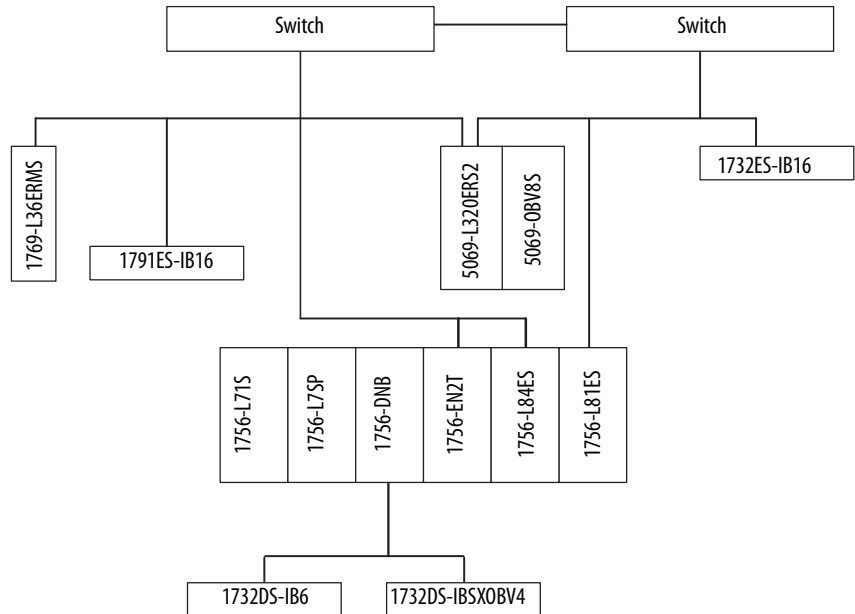 Switch
Switch
1769-L36ERMS
1791ES-IB16
5069-L320ERS2
5069-OBV8S
1732ES-IB16
1756-L71S
1756-L7SP
1756-DNB
1756-EN2T
1756-L84ES
1756-L81ES
1732DS-IB6
1732DS-IBSXOBV4